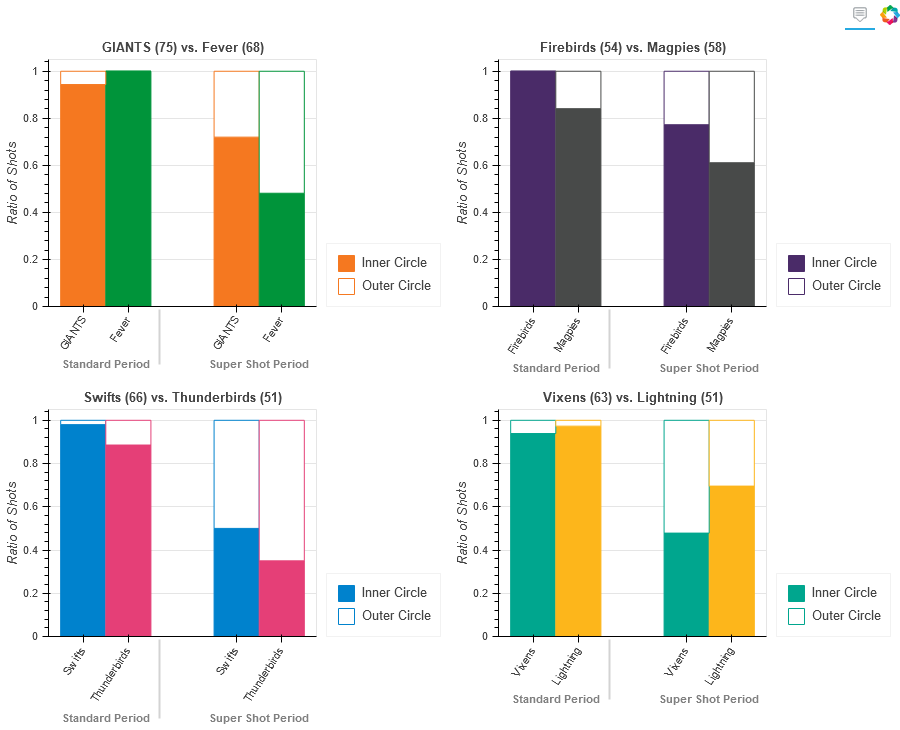 GIANTS (75) vs. Fever (68)
1
0.8
0.6
0.4
0.2
0
Ratio of Shots
GIANTS
Fever
GIANTS
Fever
Standard Period
Super Shot Period
Inner Circle
Outer Circle
Firebirds (54) vs. Magpies (58)
1
0.8
0.6
0.4
0.2
0
Ratio of Shots
Firebirds
Magpies
Firebirds
Magpies
Standard Period
Super Shot Period
Inner Circle
Outer Circle
Swifts (66) vs. Thunderbirds (51)
1
0.8
0.6
0.4
0.2
0
Ratio of Shots
Swifts
Thunderbirds
Swifts
Thunderbirds
Standard Period
Super Shot Period
Inner Circle
Outer Circle
Vixens (63) vs. Lightning (51)
1
0.8
0.6
0.4
0.2
0
Ratio of Shots
Vixens
Lightning
Vixens
Lightning
Standard Period
Super Shot Period
Inner Circle
Outer Circle